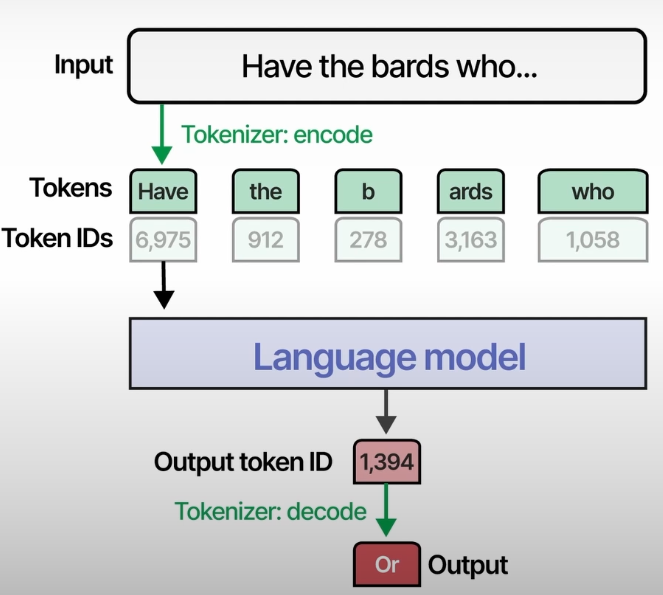 Input Have the bards who...
Tokenizer: encode
Tokens Have the b ards who
Token IDs 6,975 912 278 3,163 1,058
Language model
Output token ID 1,394
Tokenizer: decode
Or Output